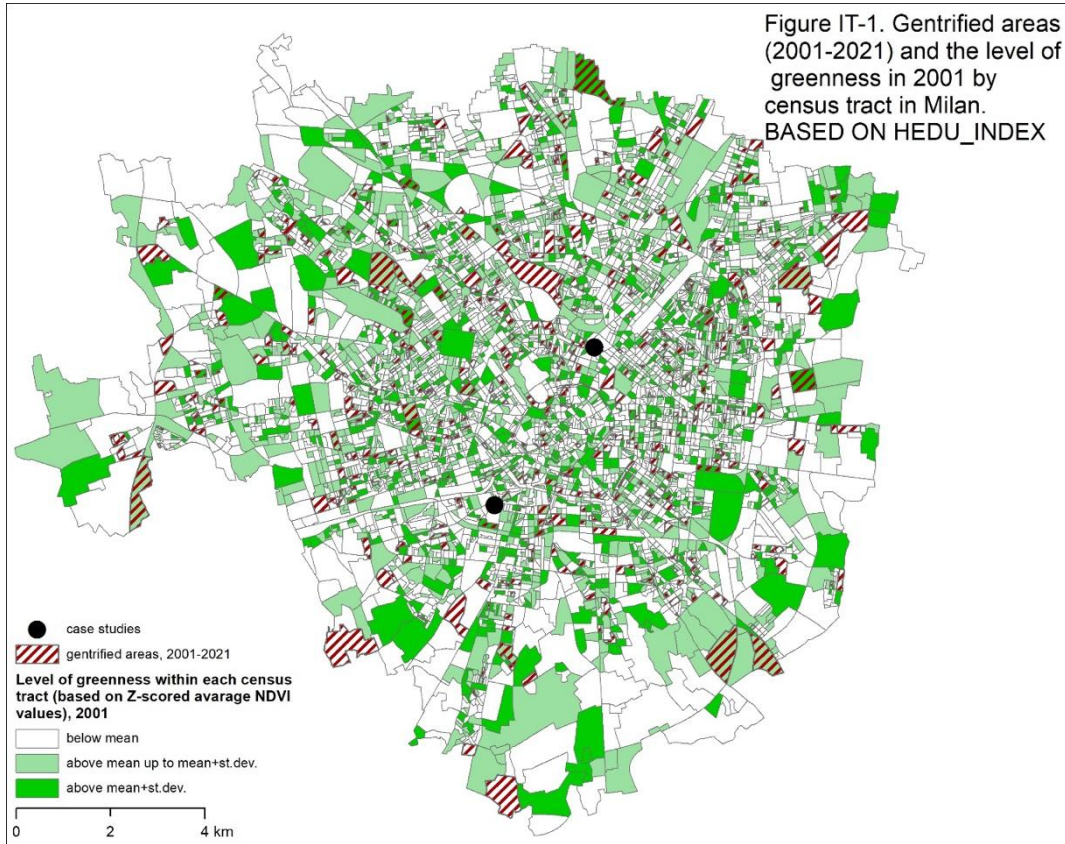 Figure IT-1. Gentrified areas
(2001-2021) and the level of
greenness in 2001 by
census tract in Milan.
BASED ON HEDU_INDEX
case studies
gentrified areas, 2001-2021
Level of greenness within each census
tract (based on Z-scored avarage NDVI
values), 2001
below mean
above mean up to mean+st.dev.
above mean+st.dev.
0 2 4 km